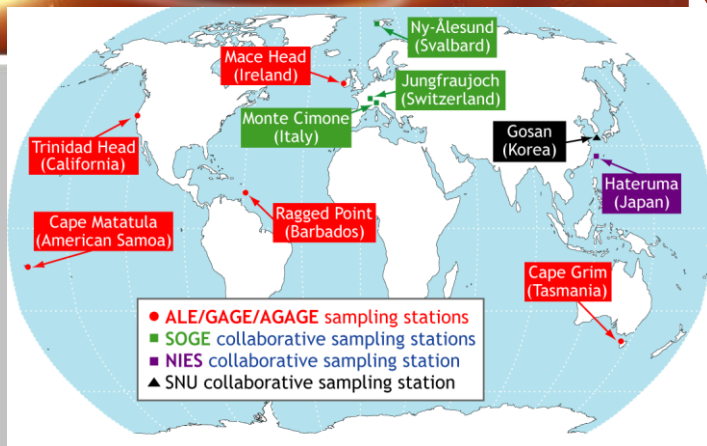 Ny-Ålesund
(Svalbard)
Mace Head
(Ireland)
Jungfraujoch
(Switzerland)
Monte Cimone
(Italy)
Gosan
(Korea)
Trinidad Head
(California)
Hateruma
(Japan)
Ragged Point
(Barbados)
Cape Matatula
(American Samoa)
Cape Grim
(Tasmania)
ALE/GAGE/AGAGE sampling stations
SOGE collaborative sampling stations
NIES collaborative sampling station
SNU collaborative sampling station